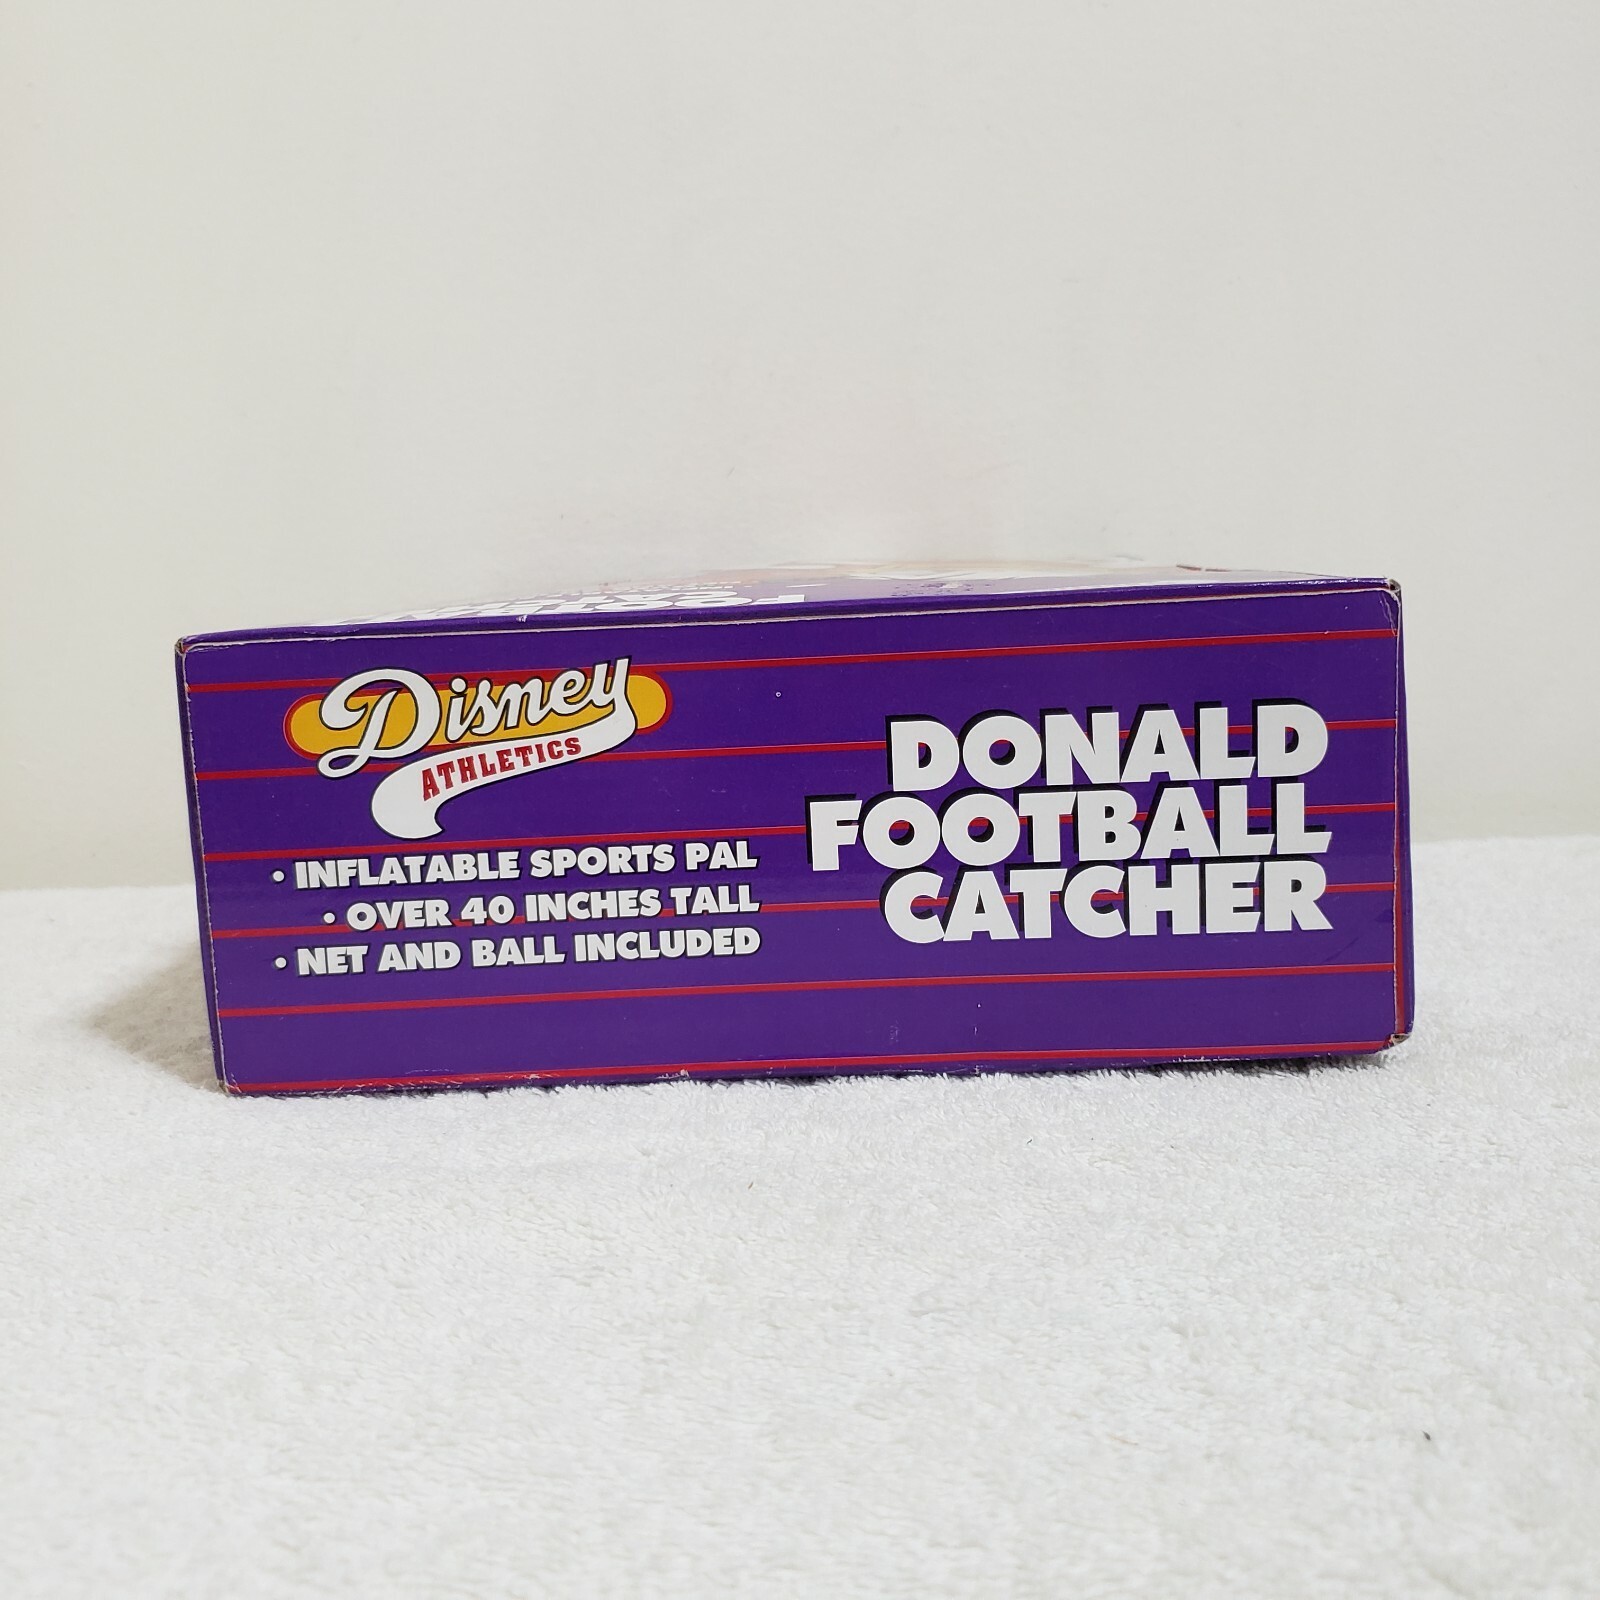 Disney
ATHLETICS
• INFLATABLE SPORTS PAL
• OVER 40 INCHES TALL
• NET AND BALL INCLUDED
DONALD
FOOTBALL
CATCHER